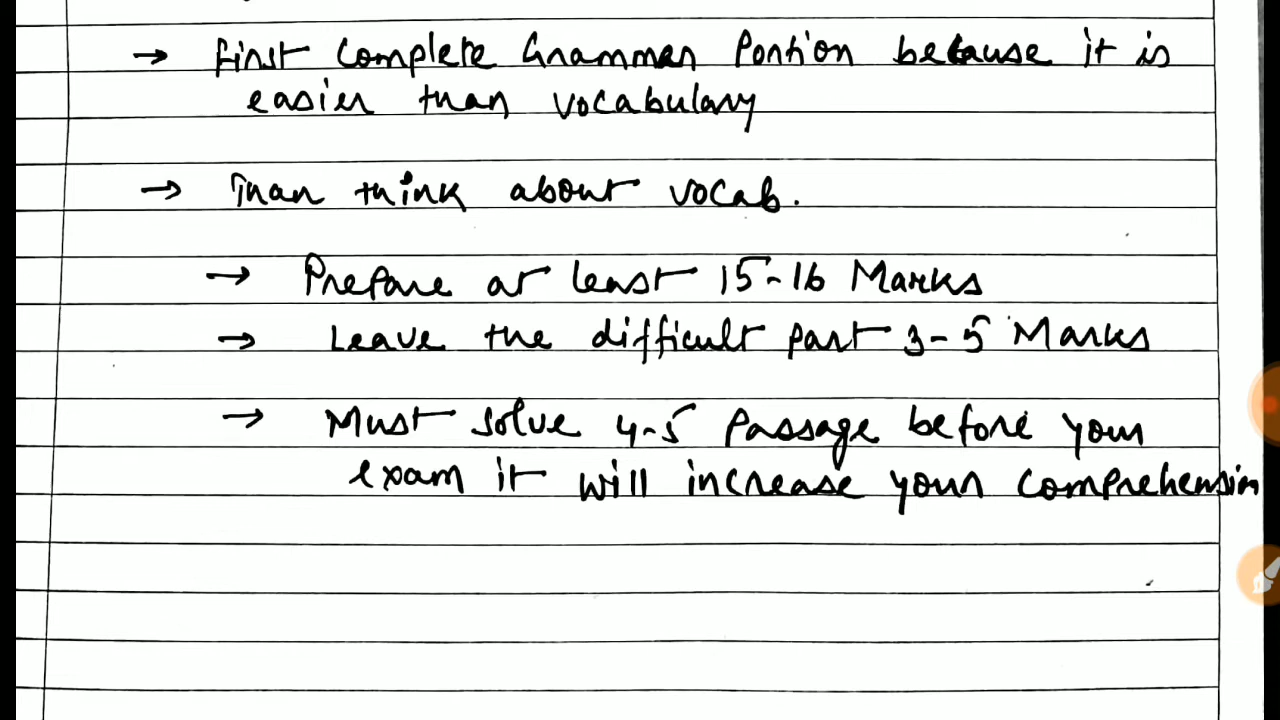 → First Complete Grammer Portion because it is
easier than vocabulary
→ Than think about vocab.
→ Prepare at least 15-16 Marks
→ Leave the difficult part 3-5 Marks
→ Must solve 4-5 Passage before your
exam it will increase your comprehension